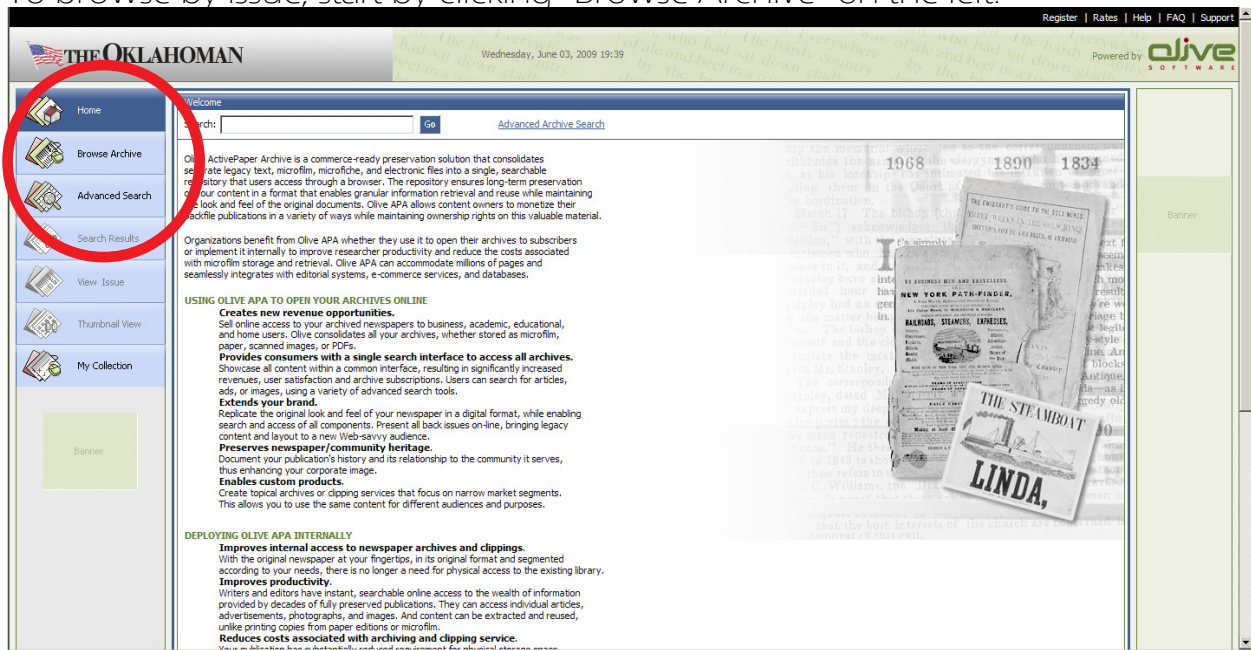 To browse by issue, start by clicking "Browse Archive" on the left.
Register | Rates | Help | FAQ | Support
THE OKLAHOMAN
Wednesday, June 03, 2009 19:39
Powered by Olive SOFTWARE
Home
Browse Archive
Advanced Search
Search Results
View Issue
Thumbnail View
My Collection
Banner
Welcome
Search: Go Advanced Archive Search
Olive ActivePaper Archive is a commerce-ready preservation solution that consolidates
separate legacy text, microfilm, microfiche, and electronic files into a single, searchable
repository that users access through a browser. The repository ensures long-term preservation
of your content in a format that enables granular information retrieval and reuse while maintaining
the look and feel of the original documents. Olive APA allows content owners to monetize their
backfile publications in a variety of ways while maintaining ownership rights on this valuable material.
Organizations benefit from Olive APA whether they use it to open their archives to subscribers
or implement it internally to improve researcher productivity and reduce the costs associated
with microfilm storage and retrieval. Olive APA can accommodate millions of pages and
seamlessly integrates with editorial systems, e-commerce services, and databases.
USING OLIVE APA TO OPEN YOUR ARCHIVES ONLINE
Creates new revenue opportunities.
Sell online access to your archived newspapers to business, academic, educational,
and home users. Olive consolidates all your archives, whether stored as microfilm,
paper, scanned images, or PDFs.
Provides consumers with a single search interface to access all archives.
Showcase all content within a common interface, resulting in significantly increased
revenues, user satisfaction and archive subscriptions. Users can search for articles,
ads, or images, using a variety of advanced search tools.
Extends your brand.
Replicate the original look and feel of your newspaper in a digital format, while enabling
search and access of all components. Present all back issues on-line, bringing legacy
content and layout to a new Web-savvy audience.
Preserves newspaper/community heritage.
Document your publication's history and its relationship to the community it serves,
thus enhancing your corporate image.
Enables custom products.
Create topical archives or clipping services that focus on narrow market segments.
This allows you to use the same content for different audiences and purposes.
DEPLOYING OLIVE APA INTERNALLY
Improves internal access to newspaper archives and clippings.
With the original newspaper at your fingertips, in its original format and segmented
according to your needs, there is no longer a need for physical access to the existing library.
Improves productivity.
Writers and editors have instant, searchable online access to the wealth of information
provided by decades of fully preserved publications. They can access individual articles,
advertisements, photographs, and images. And content can be extracted and reused,
unlike printing copies from paper editions or microfilm.
Reduces costs associated with archiving and clipping service.
Your publication has substantially reduced requirement for physical storage space
1968 1890 1834
TO BUSINESS MEN AND TRAVELLERS.
NEW YORK PATH-FINDER,
RAILROADS, STEAMERS, EXPRESSES,
THE STEAMBOAT
LINDA,
Banner